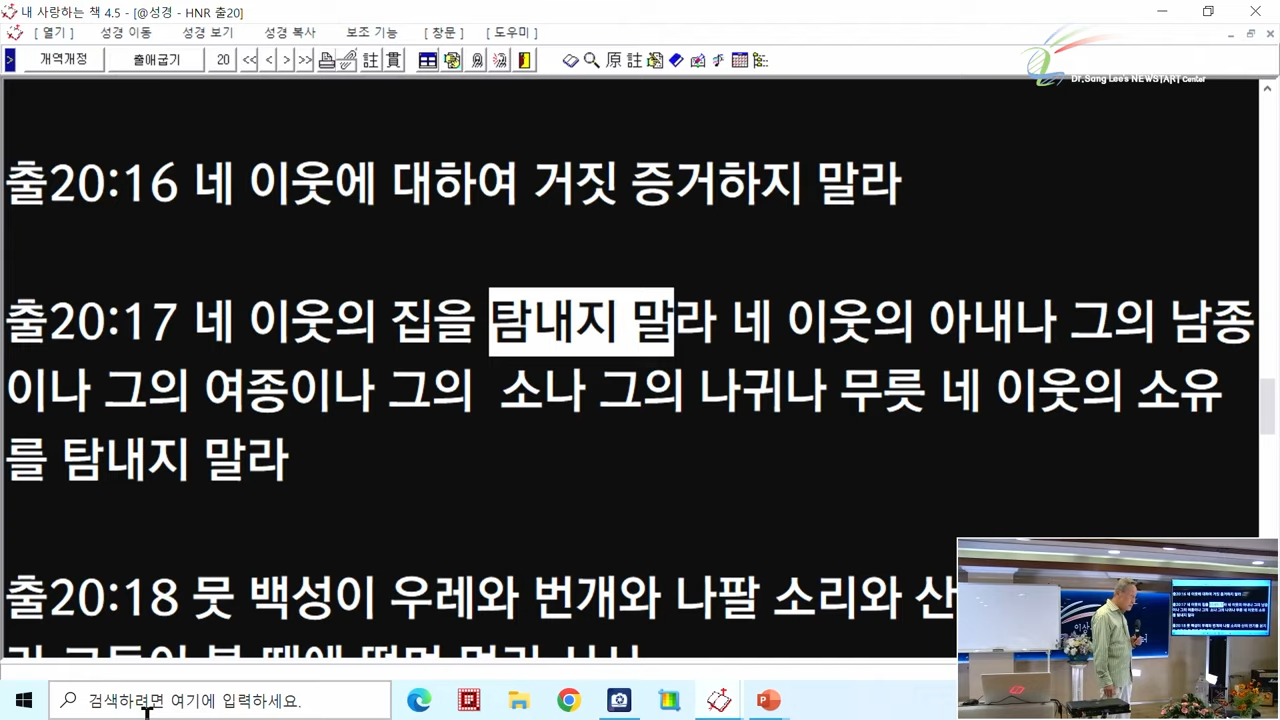 내 사랑하는 책 4.5 - [@성경 - HNR 출20]
[ 열기 ] 성경 이동 성경 보기 성경 복사 보조 기능 [ 창문 ] [ 도우미 ]
> 개역개정 출애굽기 20 << < > >> 註 貫 原 註
Dr.Sang Lee's NEWSTART Center
출20:16 네 이웃에 대하여 거짓 증거하지 말라
출20:17 네 이웃의 집을 탐내지 말라 네 이웃의 아내나 그의 남종
이나 그의 여종이나 그의 소나 그의 나귀나 무릇 네 이웃의 소유
를 탐내지 말라
출20:18 뭇 백성이 우레와 번개와 나팔 소리와 산
검색하려면 여기에 입력하세요.